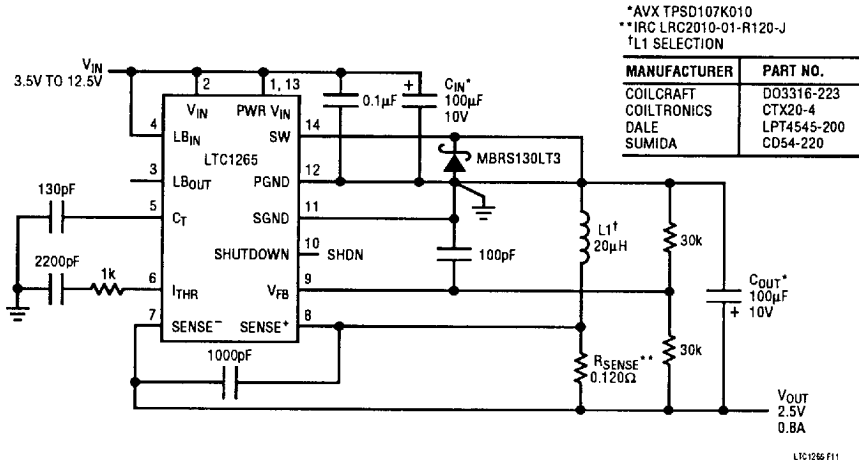 *AVX TPSD107K010
**IRC LRC2010-01-R120-J
†L1 SELECTION
MANUFACTURER PART NO.
COILCRAFT DO3316-223
COILTRONICS CTX20-4
DALE LPT4545-200
SUMIDA CD54-220
VIN
3.5V TO 12.5V
2
1, 13
VIN
PWR VIN
0.1µF
CIN*
100µF
10V
+
4
LBIN
SW
14
LTC1265
MBRS130LT3
3
LBOUT
PGND
12
130pF
5
CT
SGND
11
L1†
20µH
30k
100pF
SHUTDOWN
10
SHDN
2200pF
1k
6
ITHR
VFB
9
COUT*
100µF
10V
+
7
SENSE–
SENSE+
8
1000pF
RSENSE**
0.120Ω
30k
VOUT
2.5V
0.8A
LTC1265 F11